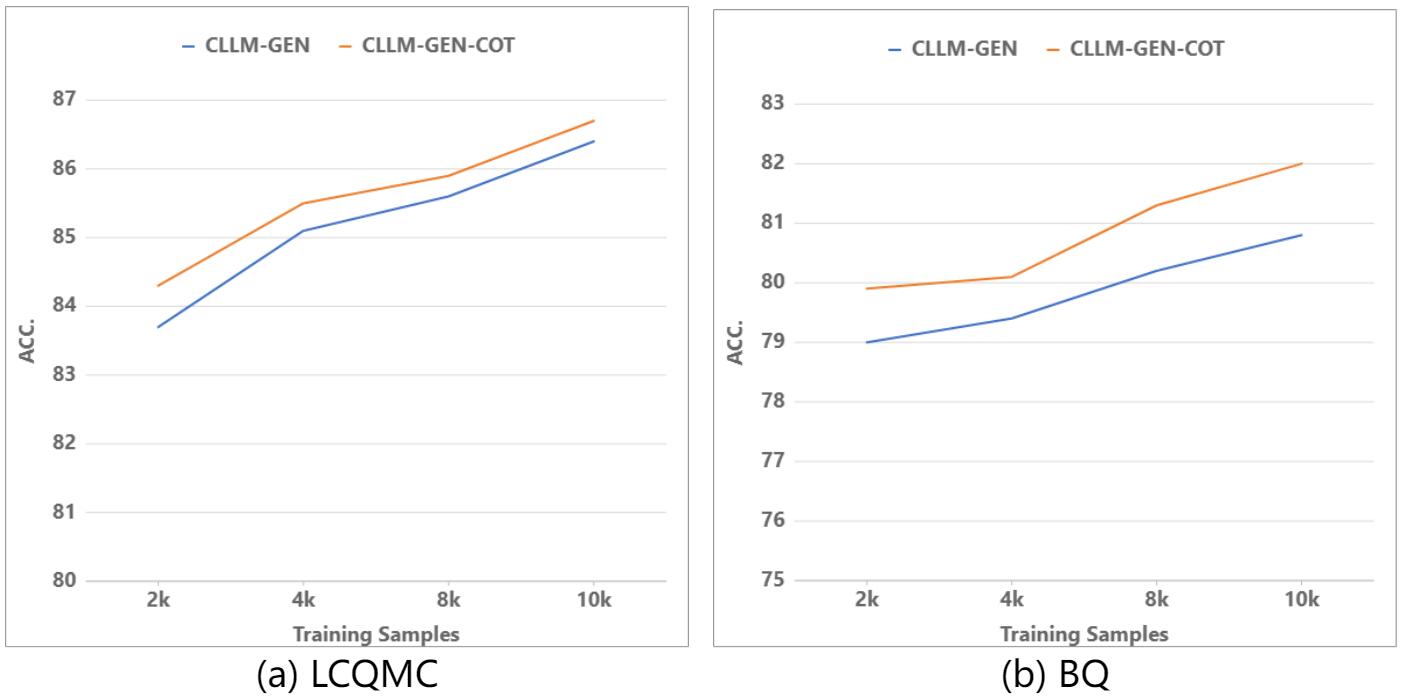 CLLM-GEN CLLM-GEN-COT
87
86
85
84
83
82
81
80
ACC.
2k 4k 8k 10k
Training Samples
(a) LCQMC
CLLM-GEN CLLM-GEN-COT
83
82
81
80
79
78
77
76
75
ACC.
2k 4k 8k 10k
Training Samples
(b) BQ